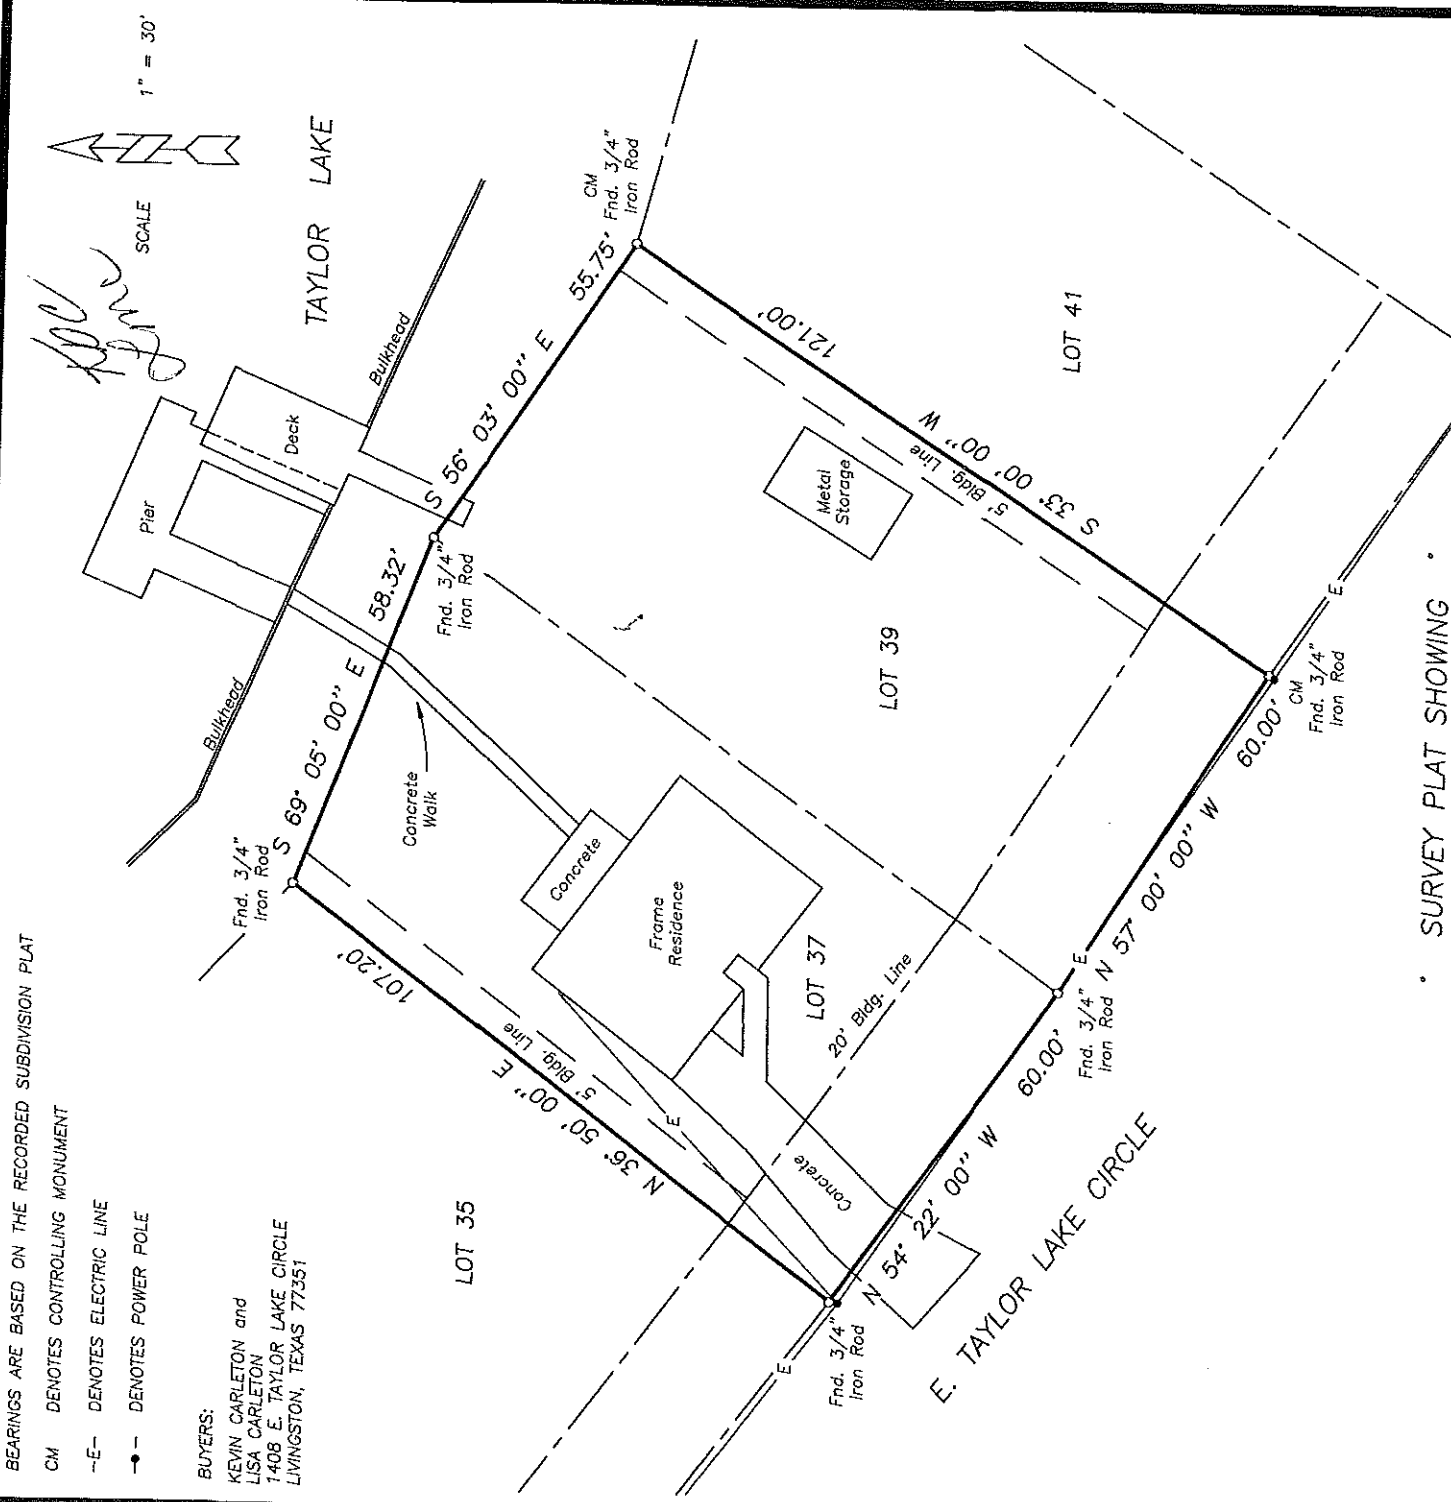 BEARINGS ARE BASED ON THE RECORDED SUBDIVISION PLAT
CM DENOTES CONTROLLING MONUMENT
--E-- DENOTES ELECTRIC LINE
DENOTES POWER POLE
BUYERS:
KEVIN CARLETON and
LISA CARLETON
1408 E. TAYLOR LAKE CIRCLE
LIVINGSTON, TEXAS 77351
SCALE 1" = 30'
TAYLOR LAKE
Pier
Deck
Bulkhead
Bulkhead
Fnd. 3/4"
Iron Rod
S 69° 05' 00" E 58.32'
Fnd. 3/4"
Iron Rod
S 56° 03' 00" E 55.75'
CM
Fnd. 3/4"
Iron Rod
Concrete
Walk
107.20'
N 36° 50' 00" E
5' Bldg. Line
Concrete
Frame
Residence
LOT 35
LOT 37
LOT 39
LOT 41
Metal
Storage
5' Bldg. Line
121.00'
S 33° 00' 00" W
20' Bldg. Line
Concrete
E
E
E
E
Fnd. 3/4"
Iron Rod
N 54° 22' 00" W 60.00'
Fnd. 3/4"
Iron Rod
N 57° 00' 00" W 60.00'
CM
Fnd. 3/4"
Iron Rod
E. TAYLOR LAKE CIRCLE
SURVEY PLAT SHOWING